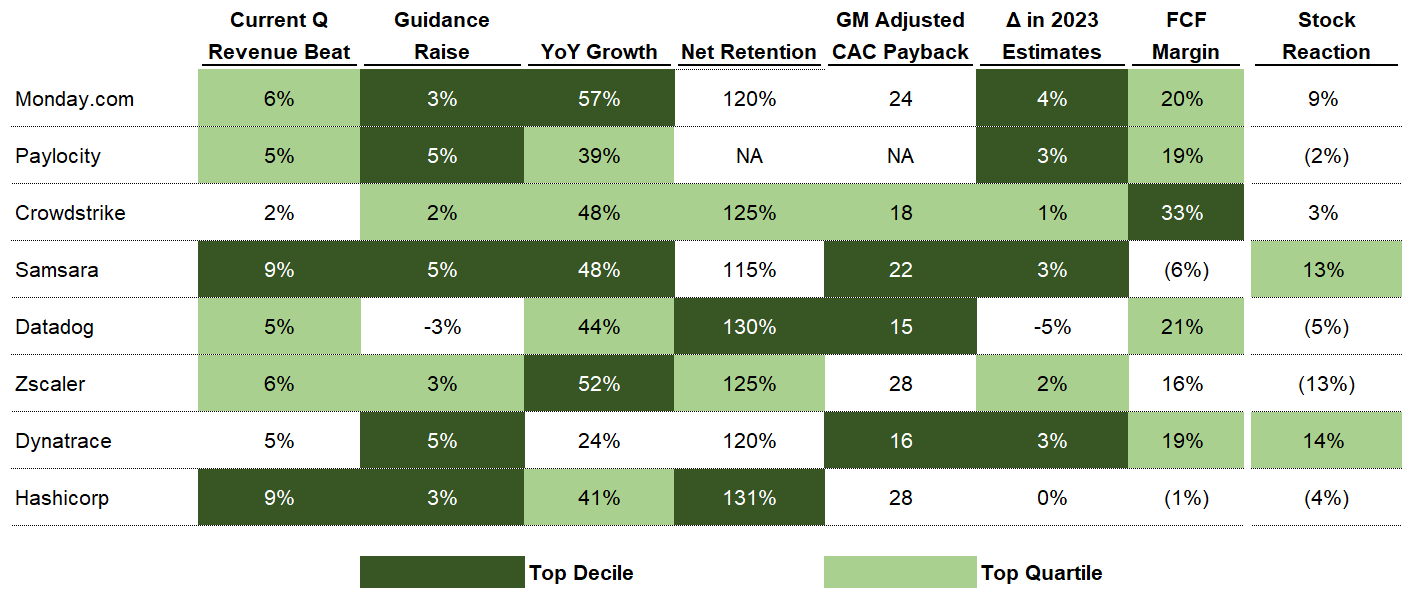 Current Q Guidance GM Adjusted Δ in 2023 FCF Stock
Revenue Beat Raise YoY Growth Net Retention CAC Payback Estimates Margin Reaction
Monday.com 6% 3% 57% 120% 24 4% 20% 9%
Paylocity 5% 5% 39% NA NA 3% 19% (2%)
Crowdstrike 2% 2% 48% 125% 18 1% 33% 3%
Samsara 9% 5% 48% 115% 22 3% (6%) 13%
Datadog 5% -3% 44% 130% 15 -5% 21% (5%)
Zscaler 6% 3% 52% 125% 28 2% 16% (13%)
Dynatrace 5% 5% 24% 120% 16 3% 19% 14%
Hashicorp 9% 3% 41% 131% 28 0% (1%) (4%)
Top Decile Top Quartile